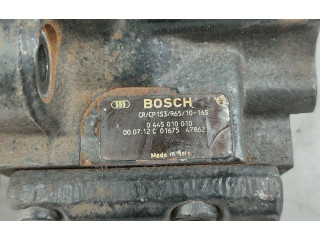 BOSCH
CR/CP1S3/R65/10-16S
0 445 010 010
00.07.12 C 01675 47862
Made in Italy